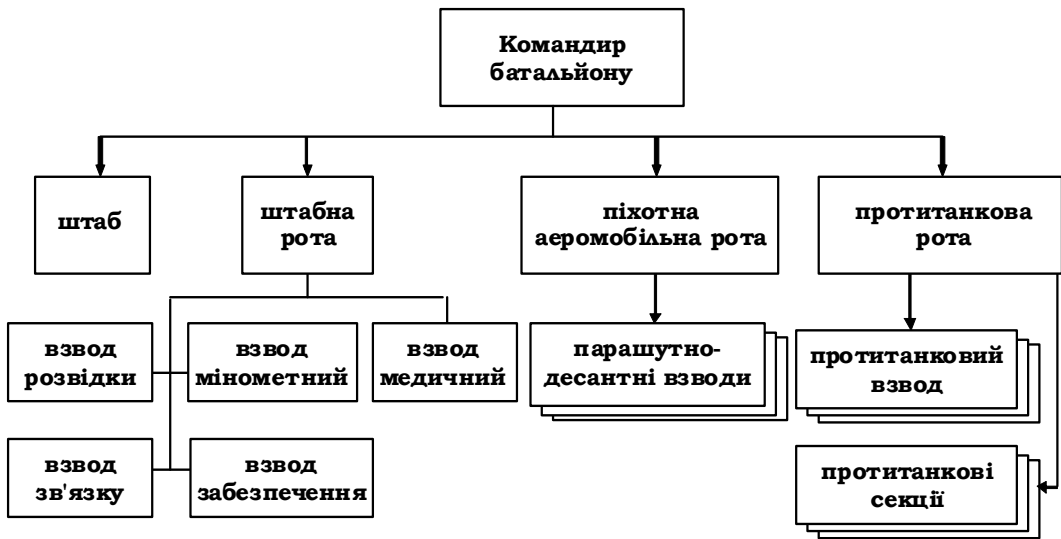 Командир
батальйону
штаб
штабна
рота
піхотна
аеромобільна рота
протитанкова
рота
взвод
розвідки
взвод
мінометний
взвод
медичний
парашутно-
десантні взводи
протитанковий
взвод
взвод
зв'язку
взвод
забезпечення
протитанкові
секції